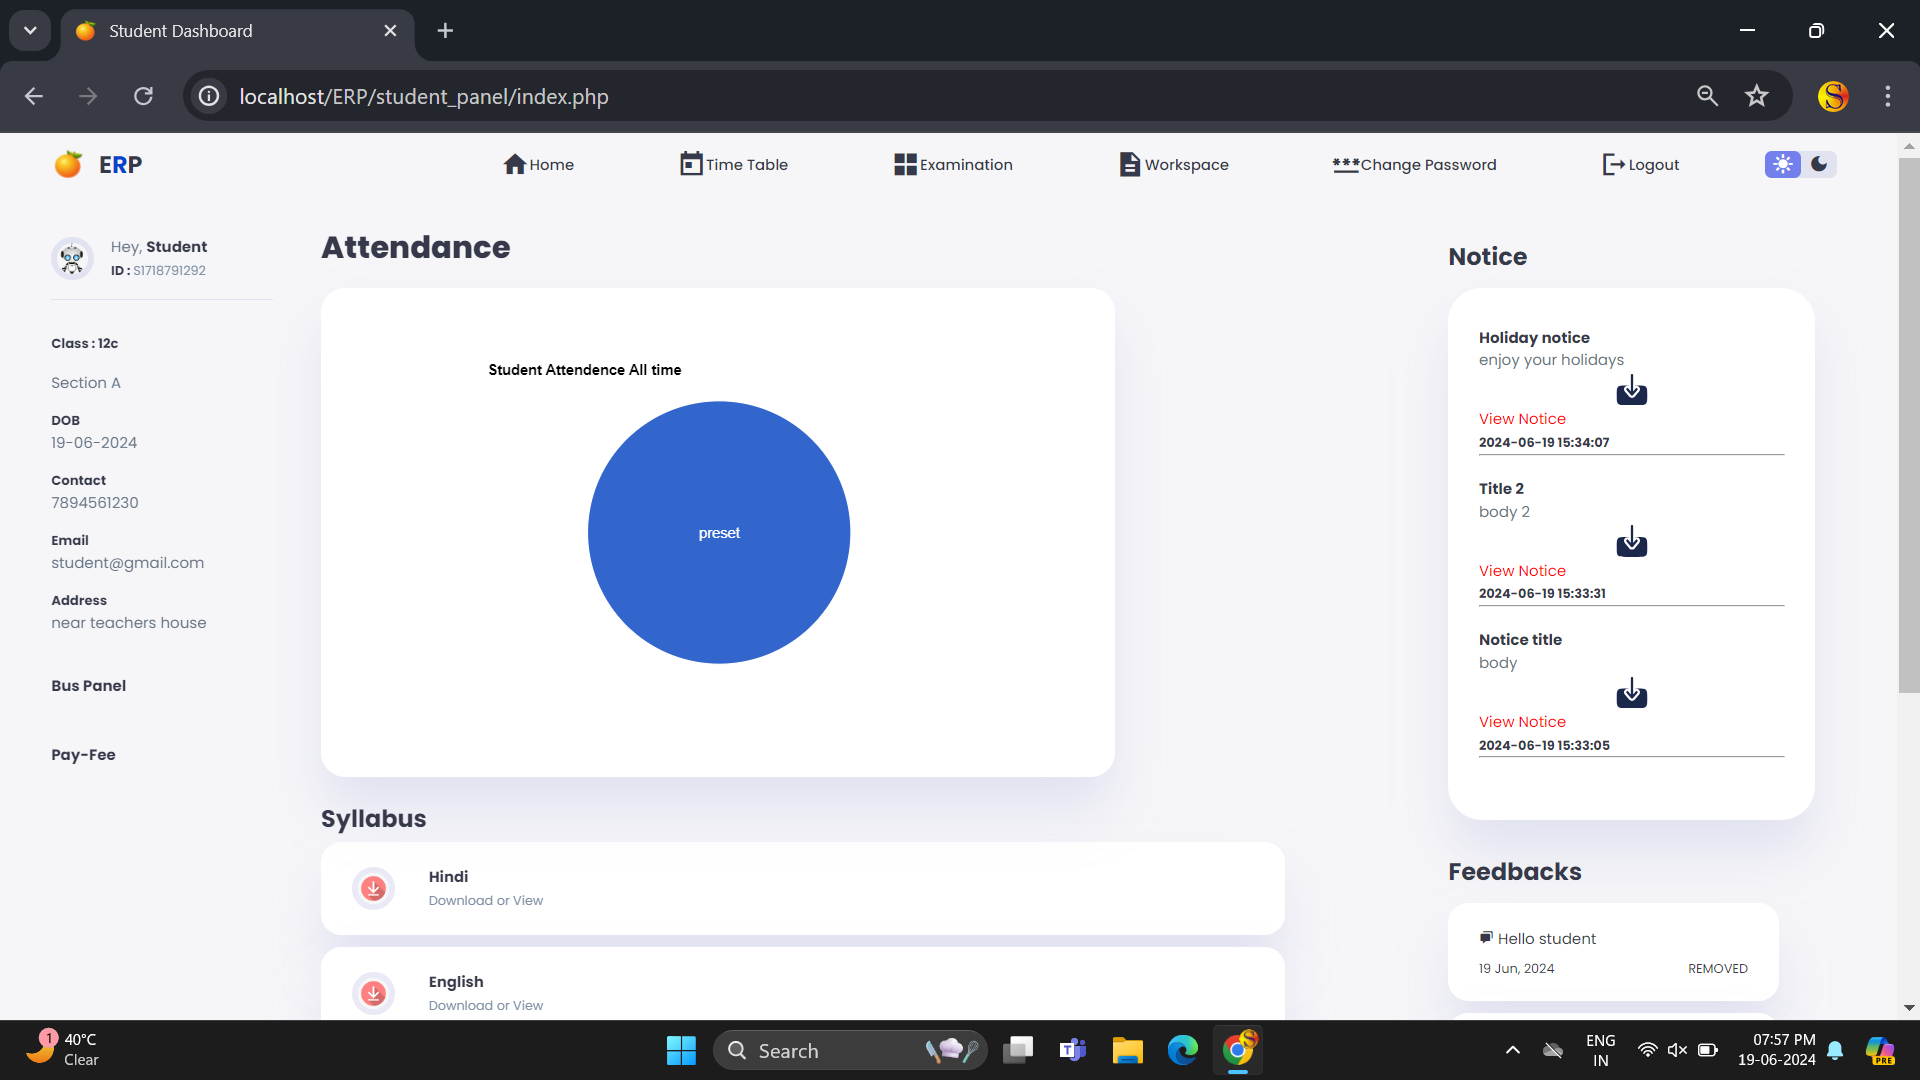 Student Dashboard
localhost/ERP/student_panel/index.php
ERP
Home
Time Table
Examination
Workspace
***Change Password
Logout
Hey, Student
ID : S1718791292
Class : 12c
Section A
DOB
19-06-2024
Contact
7894561230
Email
student@gmail.com
Address
near teachers house
Bus Panel
Pay-Fee
Attendance
Student Attendence All time
preset
Syllabus
Hindi
Download or View
English
Download or View
Notice
Holiday notice
enjoy your holidays
View Notice
2024-06-19 15:34:07
Title 2
body 2
View Notice
2024-06-19 15:33:31
Notice title
body
View Notice
2024-06-19 15:33:05
Feedbacks
Hello student
19 Jun, 2024 REMOVED
1
40°C
Clear
Search
ENG
IN
07:57 PM
19-06-2024
PRE